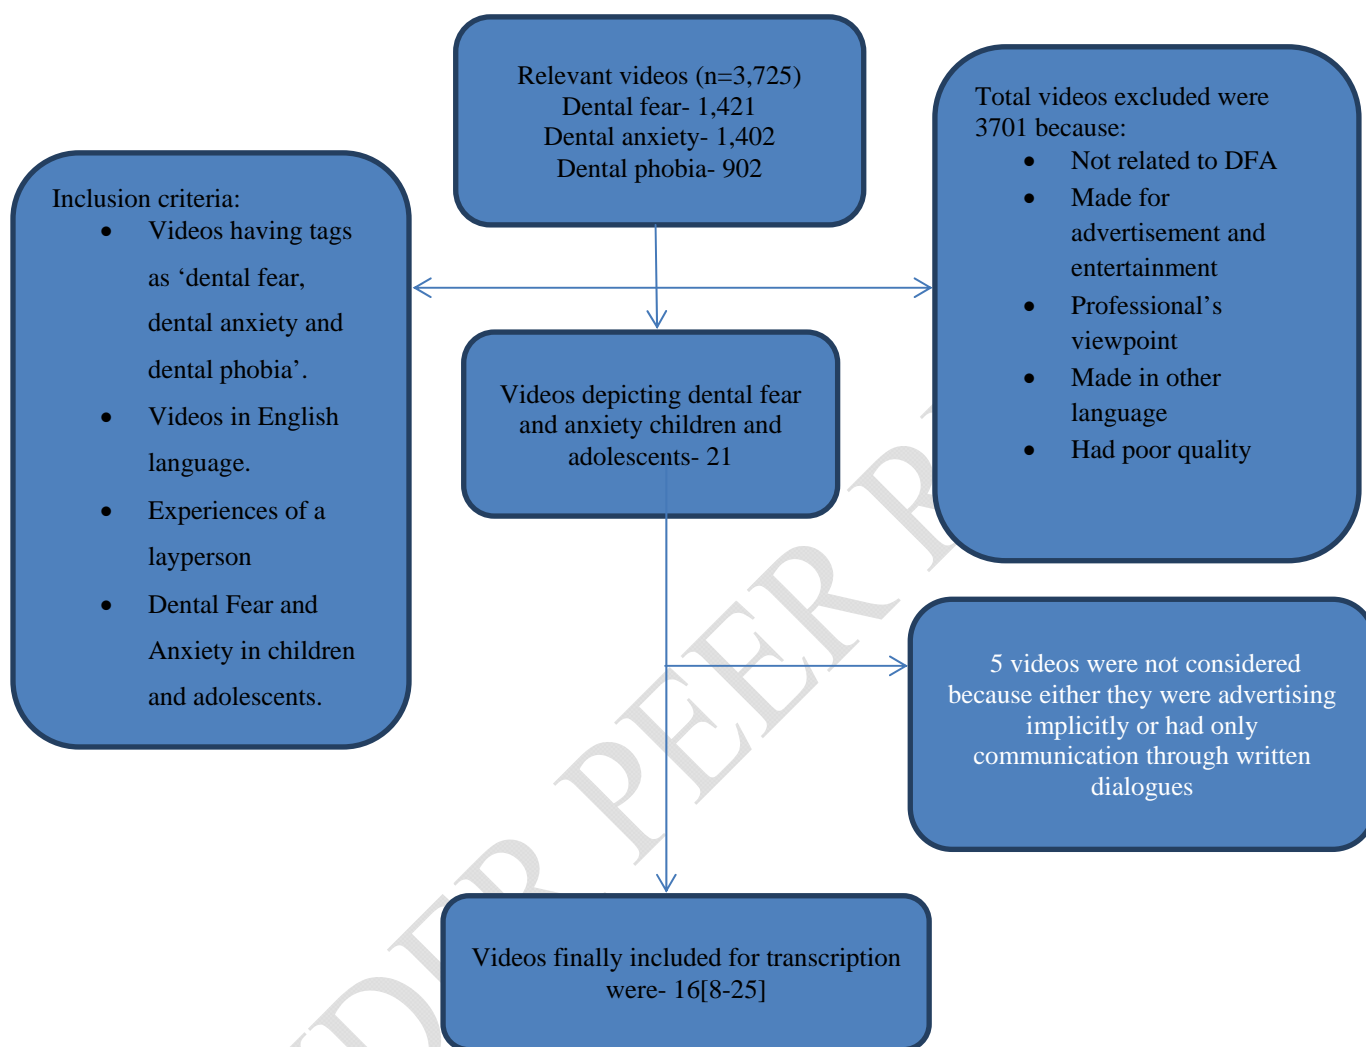 Relevant videos (n=3,725)
Dental fear- 1,421
Dental anxiety- 1,402
Dental phobia- 902
Inclusion criteria:
• Videos having tags
as ‘dental fear,
dental anxiety and
dental phobia’.
• Videos in English
language.
• Experiences of a
layperson
• Dental Fear and
Anxiety in children
and adolescents.
Total videos excluded were
3701 because:
• Not related to DFA
• Made for
advertisement and
entertainment
• Professional’s
viewpoint
• Made in other
language
• Had poor quality
Videos depicting dental fear
and anxiety children and
adolescents- 21
5 videos were not considered
because either they were advertising
implicitly or had only
communication through written
dialogues
Videos finally included for transcription
were- 16[8-25]
DER PEER R